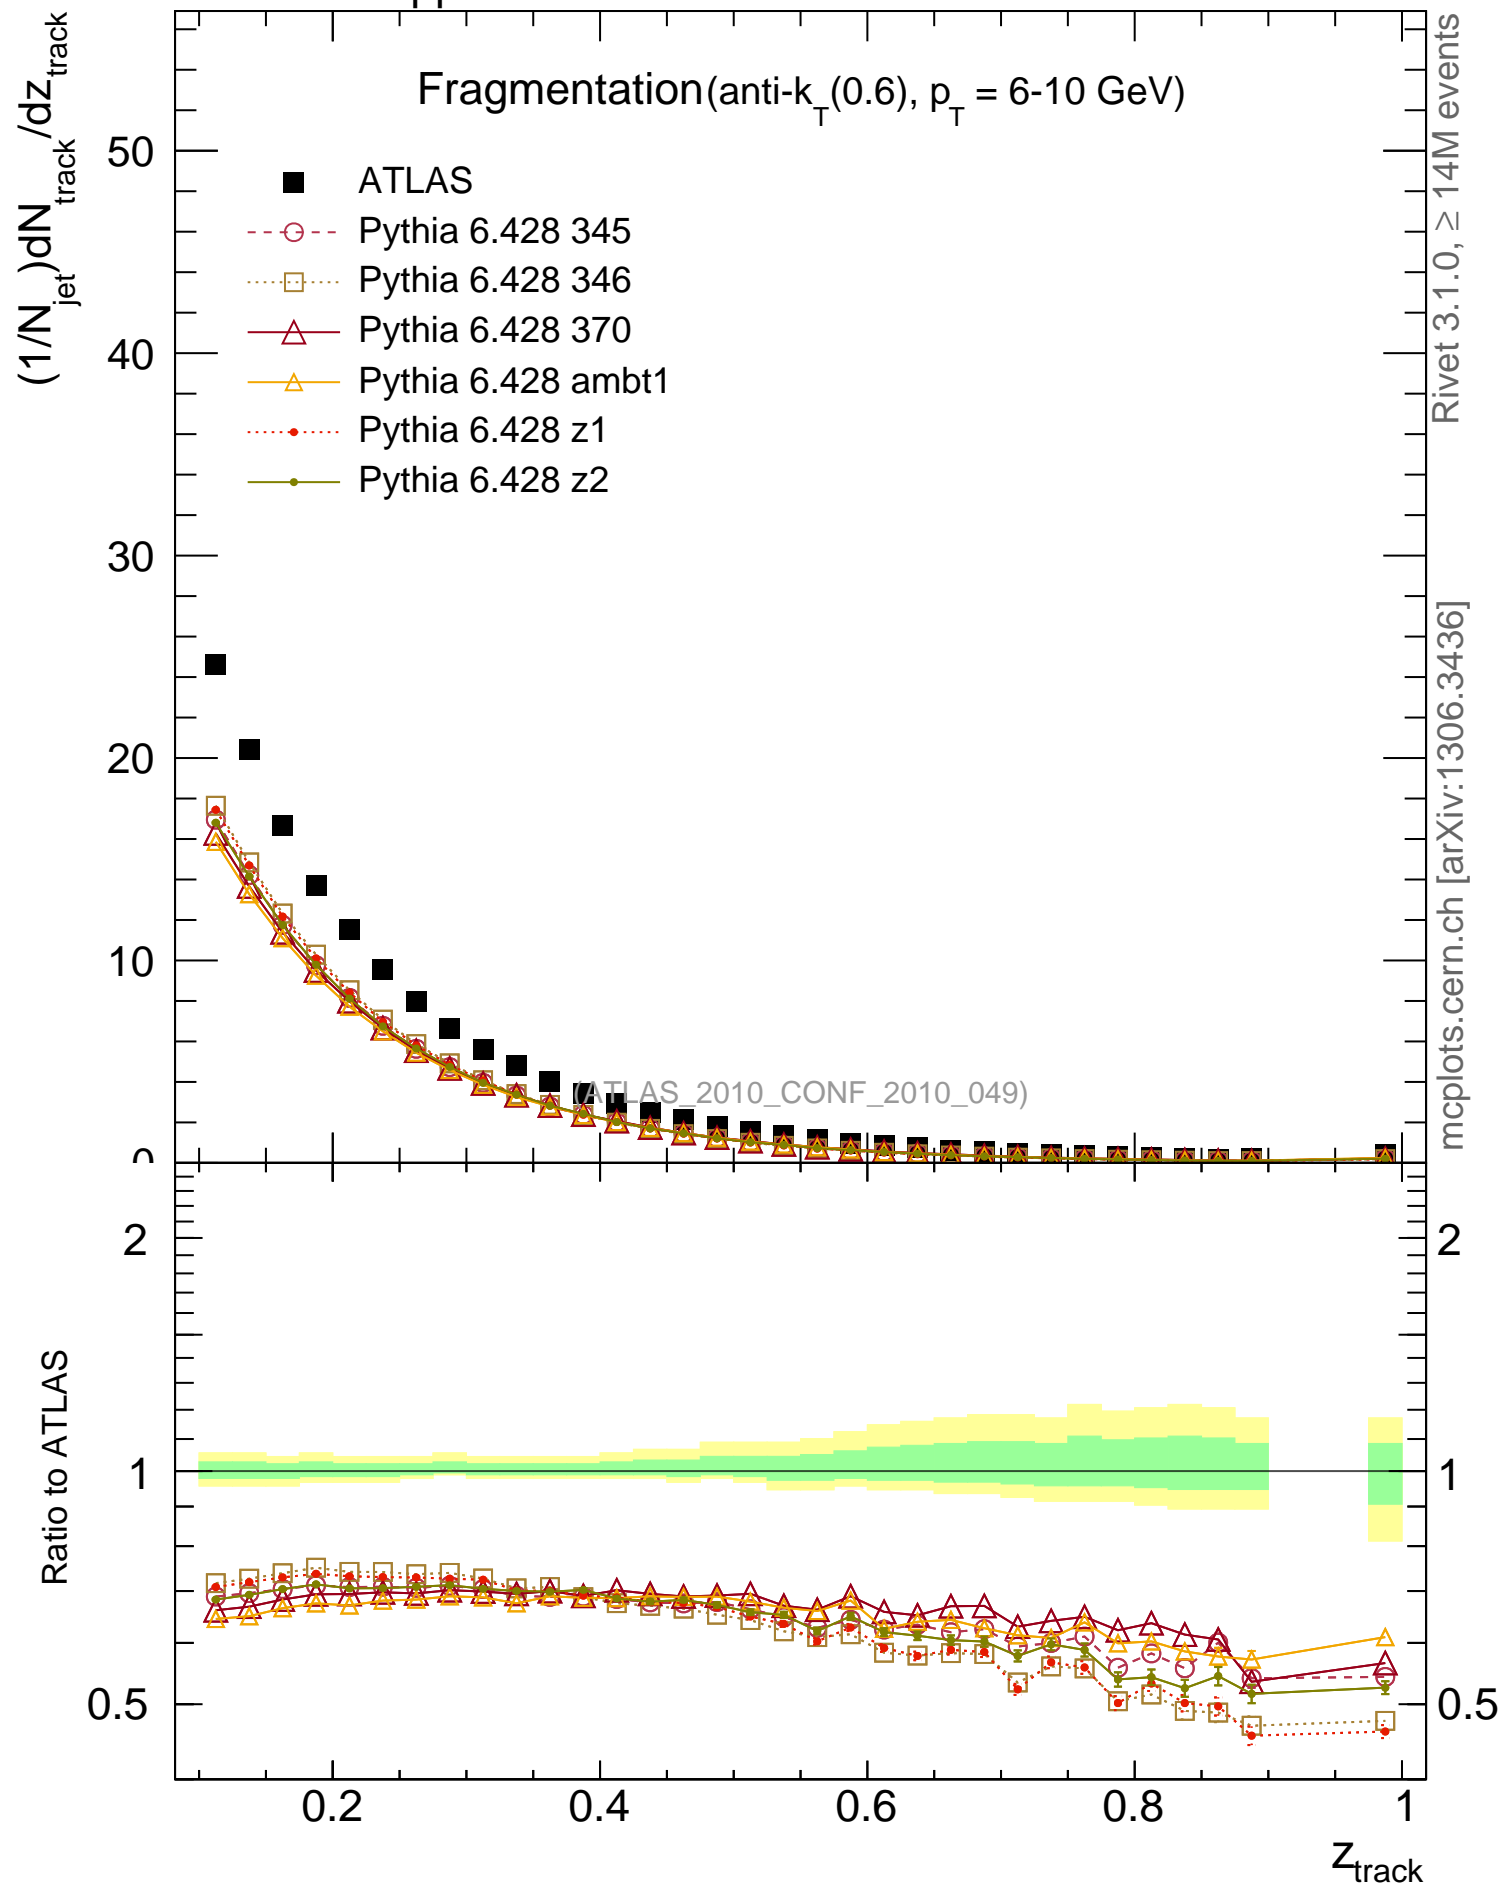 Fragmentation (anti-k_T(0.6), p_T = 6-10 GeV)
(1/N_jet)dN_track/dz_track
50
40
30
20
10
0
ATLAS
Pythia 6.428 345
Pythia 6.428 346
Pythia 6.428 370
Pythia 6.428 ambt1
Pythia 6.428 z1
Pythia 6.428 z2
(ATLAS_2010_CONF_2010_049)
Rivet 3.1.0, ≥ 14M events
mcplots.cern.ch [arXiv:1306.3436]
Ratio to ATLAS
2
1
0.5
2
1
0.5
0.2 0.4 0.6 0.8 1
z_track